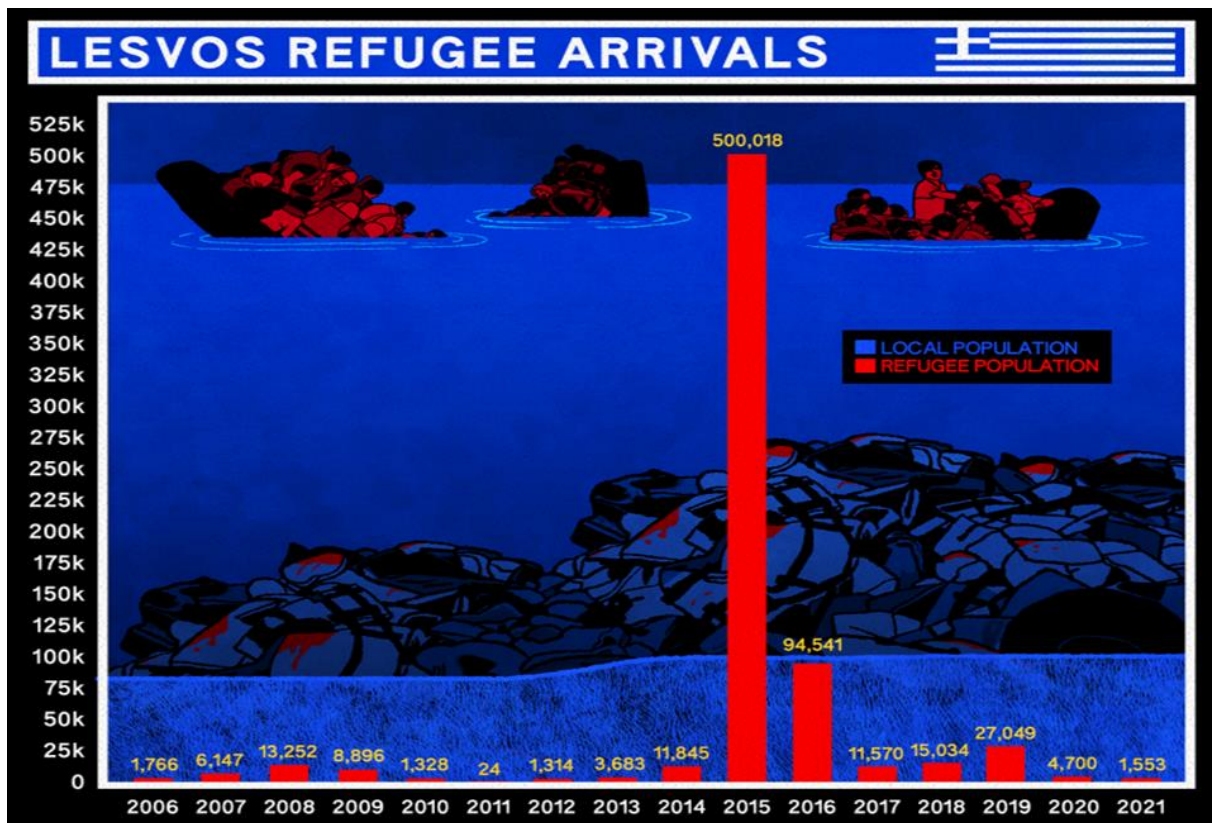 LESVOS REFUGEE ARRIVALS
525k
500k
475k
450k
425k
400k
375k
350k
325k
300k
275k
250k
225k
200k
175k
150k
125k
100k
75k
50k
25k
0
500,018
LOCAL POPULATION
REFUGEE POPULATION
94,541
1,766 6,147 13,252 8,896 1,328 24 1,314 3,683 11,845 11,570 15,034 27,049 4,700 1,553
2006 2007 2008 2009 2010 2011 2012 2013 2014 2015 2016 2017 2018 2019 2020 2021